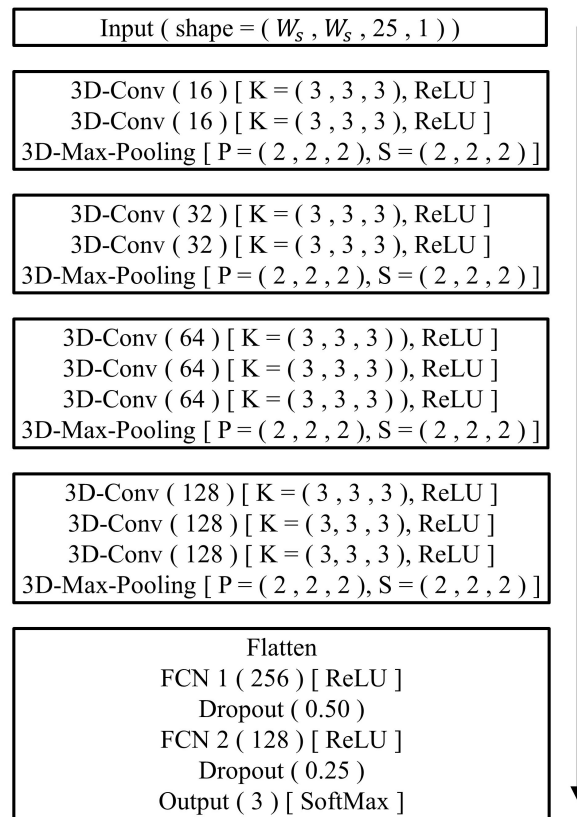 Input ( shape = ( W_s , W_s , 25 , 1 ) )
3D-Conv ( 16 ) [ K = ( 3 , 3 , 3 ), ReLU ]
3D-Conv ( 16 ) [ K = ( 3 , 3 , 3 ), ReLU ]
3D-Max-Pooling [ P = ( 2 , 2 , 2 ), S = ( 2 , 2 , 2 ) ]
3D-Conv ( 32 ) [ K = ( 3 , 3 , 3 ), ReLU ]
3D-Conv ( 32 ) [ K = ( 3 , 3 , 3 ), ReLU ]
3D-Max-Pooling [ P = ( 2 , 2 , 2 ), S = ( 2 , 2 , 2 ) ]
3D-Conv ( 64 ) [ K = ( 3 , 3 , 3 ) ), ReLU ]
3D-Conv ( 64 ) [ K = ( 3 , 3 , 3 ) ), ReLU ]
3D-Conv ( 64 ) [ K = ( 3 , 3 , 3 ) ), ReLU ]
3D-Max-Pooling [ P = ( 2 , 2 , 2 ), S = ( 2 , 2 , 2 ) ]
3D-Conv ( 128 ) [ K = ( 3 , 3 , 3 ), ReLU ]
3D-Conv ( 128 ) [ K = ( 3, 3 , 3 ), ReLU ]
3D-Conv ( 128 ) [ K = ( 3, 3 , 3 ), ReLU ]
3D-Max-Pooling [ P = ( 2 , 2 , 2 ), S = ( 2 , 2 , 2 ) ]
Flatten
FCN 1 ( 256 ) [ ReLU ]
Dropout ( 0.50 )
FCN 2 ( 128 ) [ ReLU ]
Dropout ( 0.25 )
Output ( 3 ) [ SoftMax ]